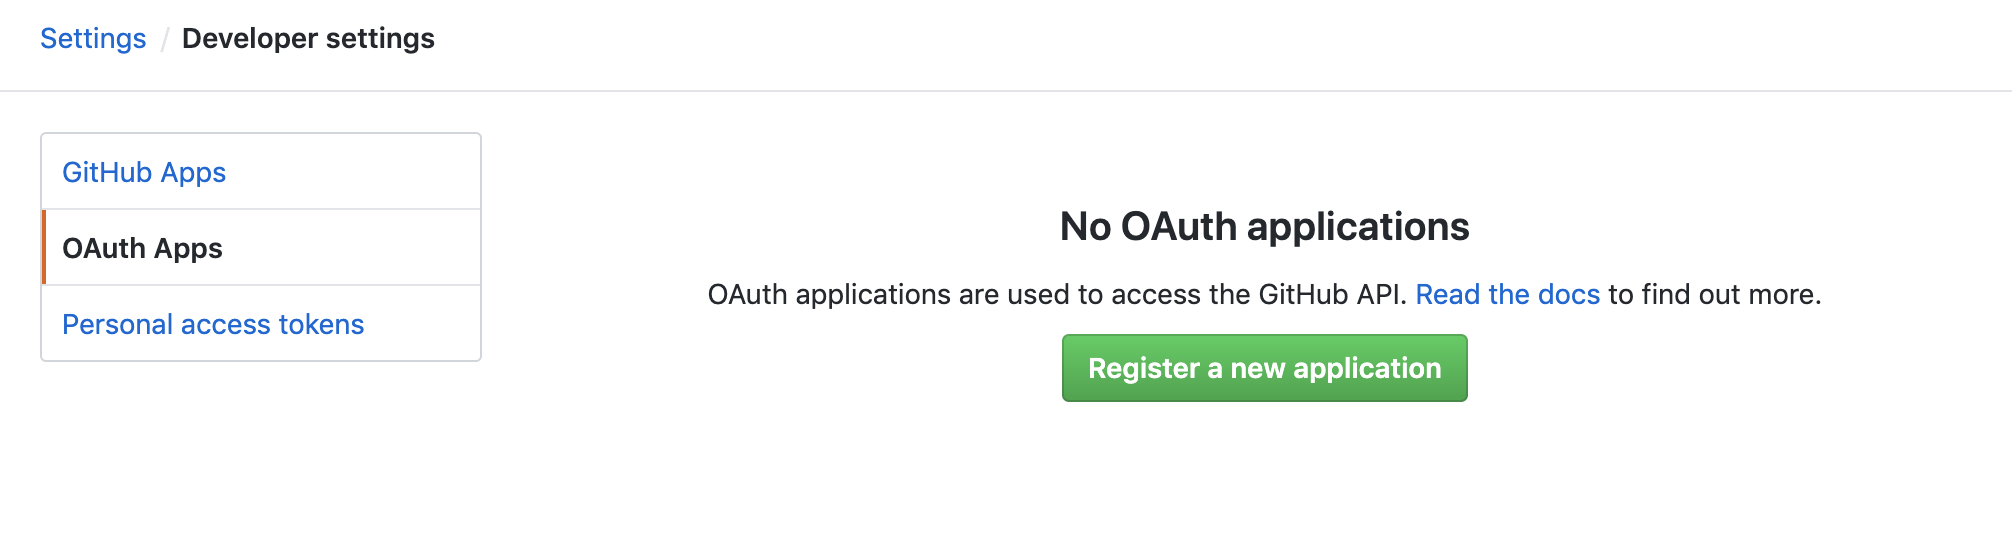 Settings / Developer settings
GitHub Apps
OAuth Apps
Personal access tokens
No OAuth applications
OAuth applications are used to access the GitHub API. Read the docs to find out more.
Register a new application